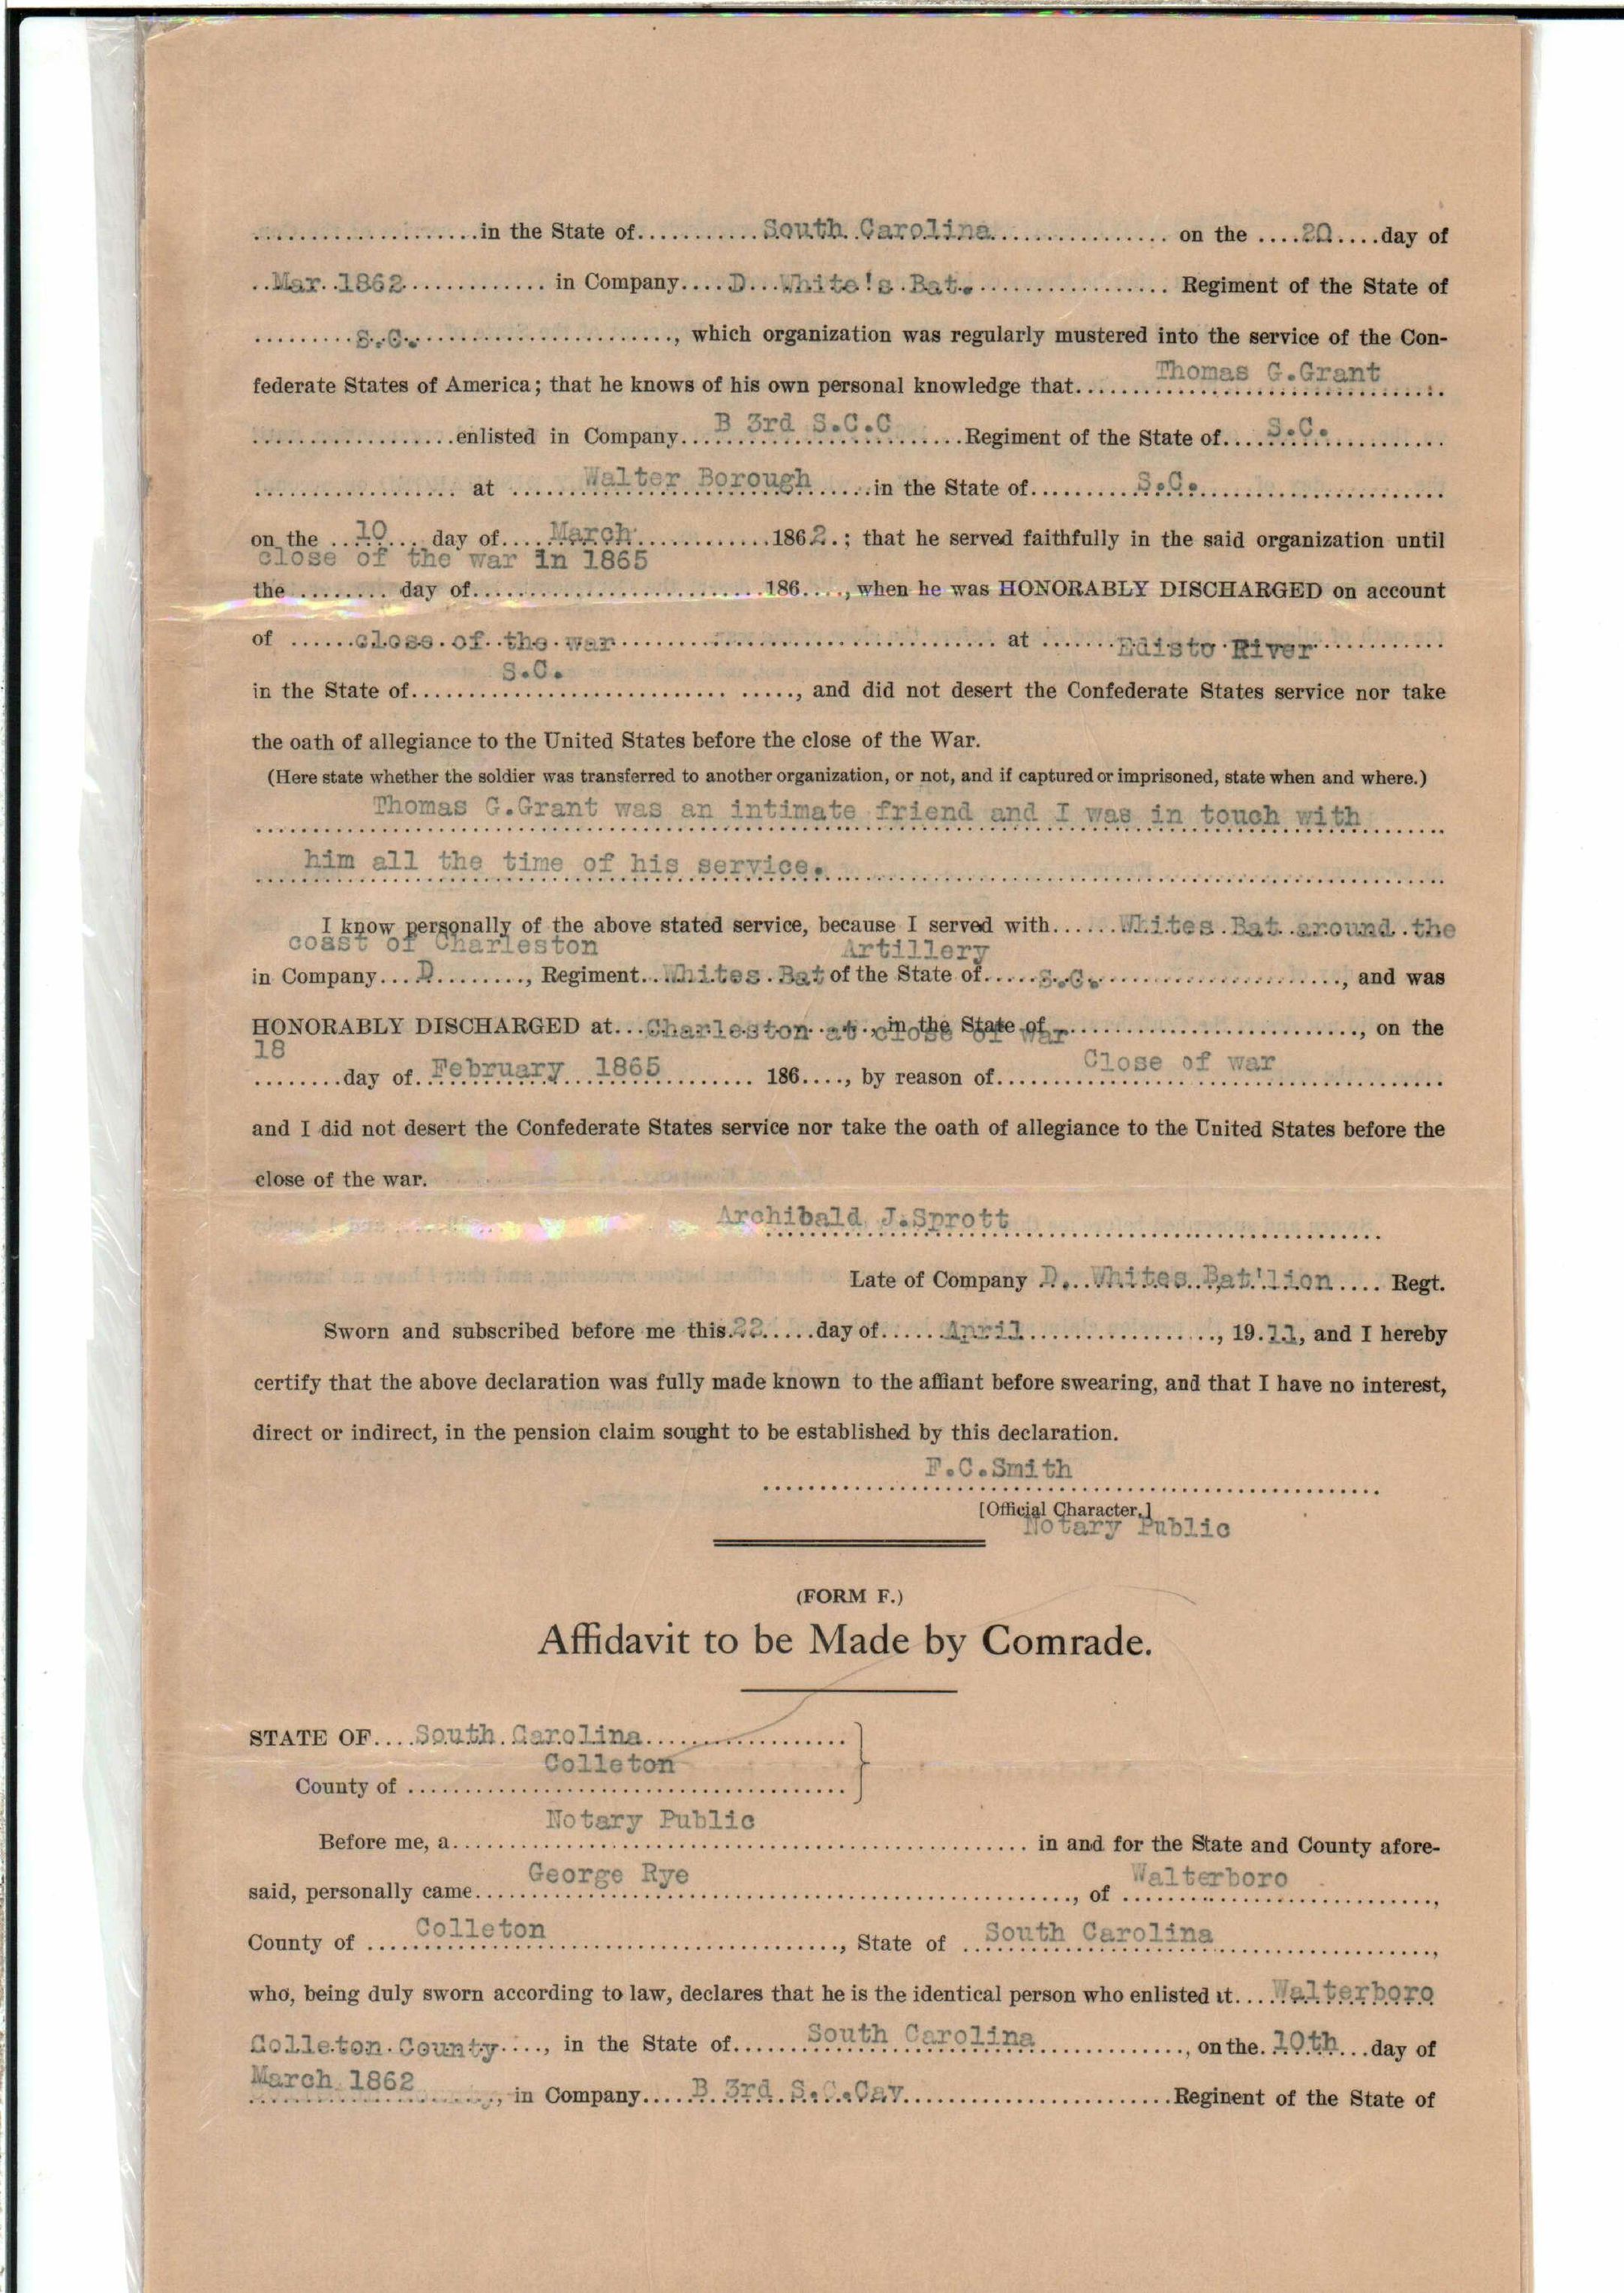 ....................in the State of...........South Carolina............... on the ....20....day of
..Mar. 1862............ in Company....D...White's.Bat.................. Regiment of the State of
.........S.C......................., which organization was regularly mustered into the service of the Con-
federate States of America; that he knows of his own personal knowledge that.......Thomas G.Grant......
..................enlisted in Company...B 3rd S.C.C.......Regiment of the State of....S.C...........
.................. at ......Walter Borough......in the State of..........S.C......................
on the ...10.... day of.....March............1862.; that he served faithfully in the said organization until
close of the war in 1865
the ........ day of..........................186...., when he was HONORABLY DISCHARGED on account
of ......close.of.the.war.................................. at .......Edisto.River............
S.C.
in the State of........................... ....., and did not desert the Confederate States service nor take
the oath of allegiance to the United States before the close of the War.
(Here state whether the soldier was transferred to another organization, or not, and if captured or imprisoned, state when and where.)
Thomas G.Grant was an intimate friend and I was in touch with
him all the time of his service.
I know personally of the above stated service, because I served with......Whites.Bat.around.the
coast of Charleston Artillery
in Company...D........, Regiment..Whites.Bat of the State of.....S.C......................, and was
HONORABLY DISCHARGED at...Charleston at close of war, in the State of............................, on the
18
........day of..February 1865.......... 186...., by reason of........Close of war...............
and I did not desert the Confederate States service nor take the oath of allegiance to the United States before the
close of the war.
Archibald J.Sprott
Late of Company D...Whites.Bat'lion.... Regt.
Sworn and subscribed before me this.22.....day of......April................., 19.11, and I hereby
certify that the above declaration was fully made known to the affiant before swearing, and that I have no interest,
direct or indirect, in the pension claim sought to be established by this declaration.
F.C.Smith
[Official Character.]
Notary Public
(FORM F.)
Affidavit to be Made by Comrade.
STATE OF....South.Carolina..................
Colleton
County of ........................................
Notary Public
Before me, a.................................................... in and for the State and County afore-
said, personally came.....George Rye..................................., of .Walterboro...............,
County of .....Colleton..........................., State of ..South Carolina....................,
who, being duly sworn according to law, declares that he is the identical person who enlisted at....Walterboro
Colleton.County....., in the State of.......South Carolina............., on the.10th...day of
March 1862........, in Company....B.3rd.S.C.Cav........................Reginent of the State of